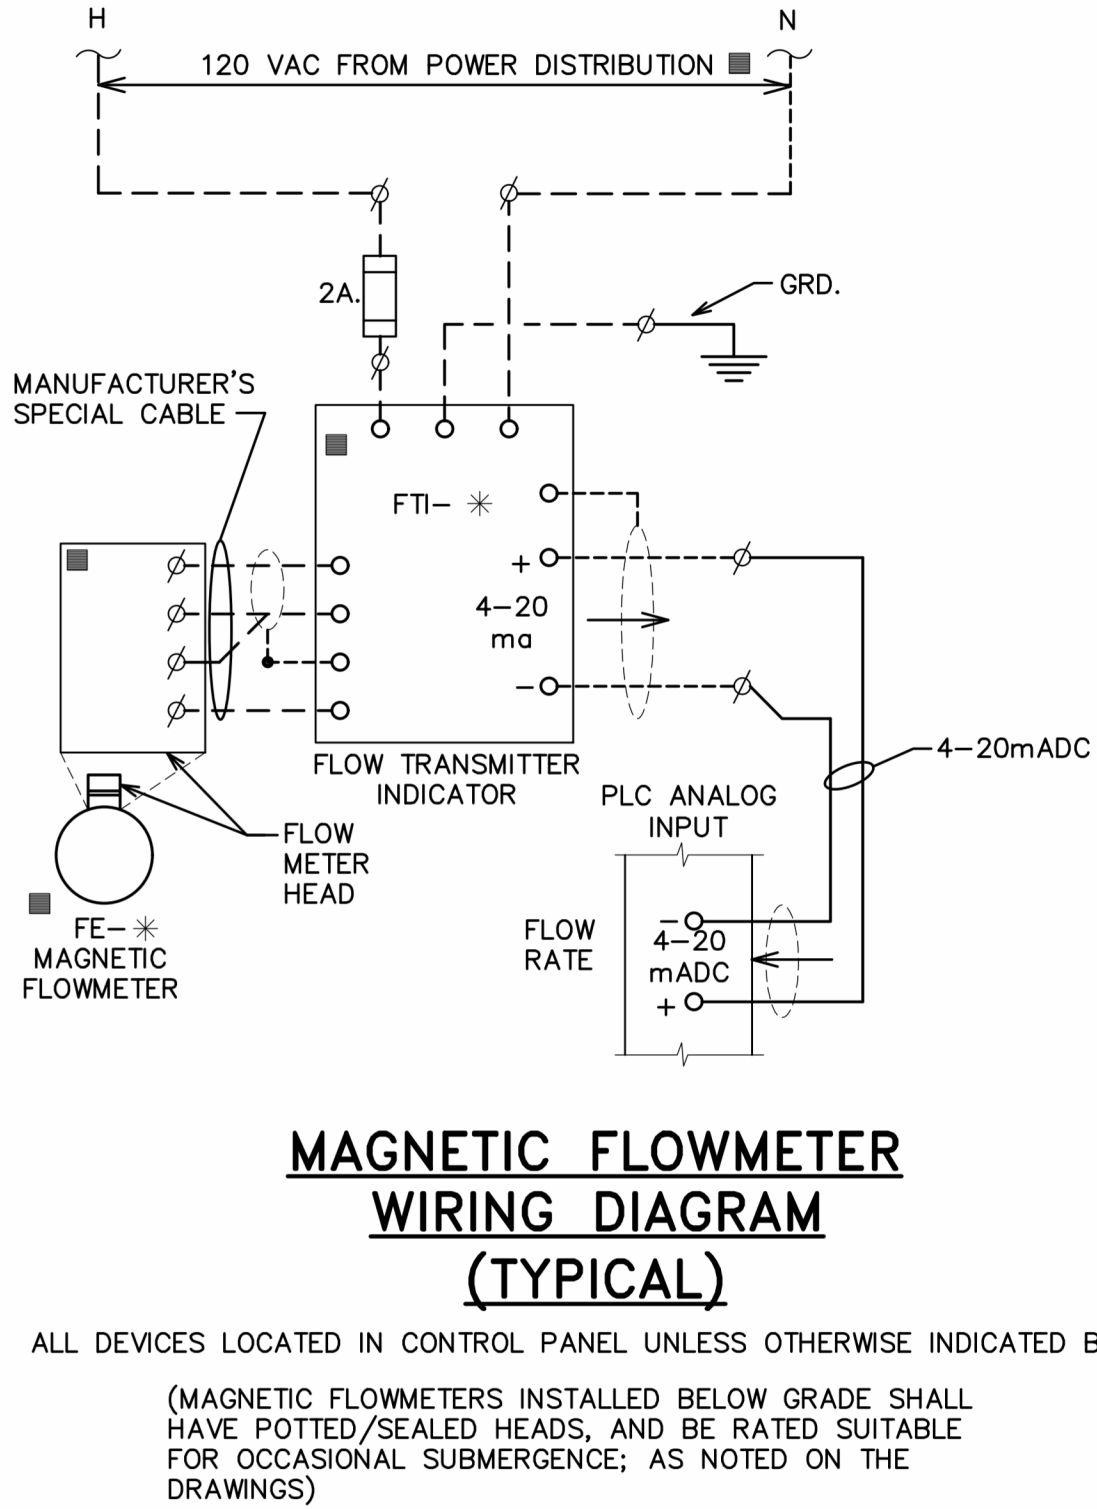 H
N
120 VAC FROM POWER DISTRIBUTION
2A.
GRD.
MANUFACTURER'S
SPECIAL CABLE
FTI- ✳
+
4-20
ma
-
FLOW TRANSMITTER
INDICATOR
4-20mADC
PLC ANALOG
INPUT
FLOW
METER
HEAD
FLOW
RATE
-
4-20
mADC
+
FE-✳
MAGNETIC
FLOWMETER
MAGNETIC FLOWMETER
WIRING DIAGRAM
(TYPICAL)
ALL DEVICES LOCATED IN CONTROL PANEL UNLESS OTHERWISE INDICATED
(MAGNETIC FLOWMETERS INSTALLED BELOW GRADE SHALL
HAVE POTTED/SEALED HEADS, AND BE RATED SUITABLE
FOR OCCASIONAL SUBMERGENCE; AS NOTED ON THE
DRAWINGS)